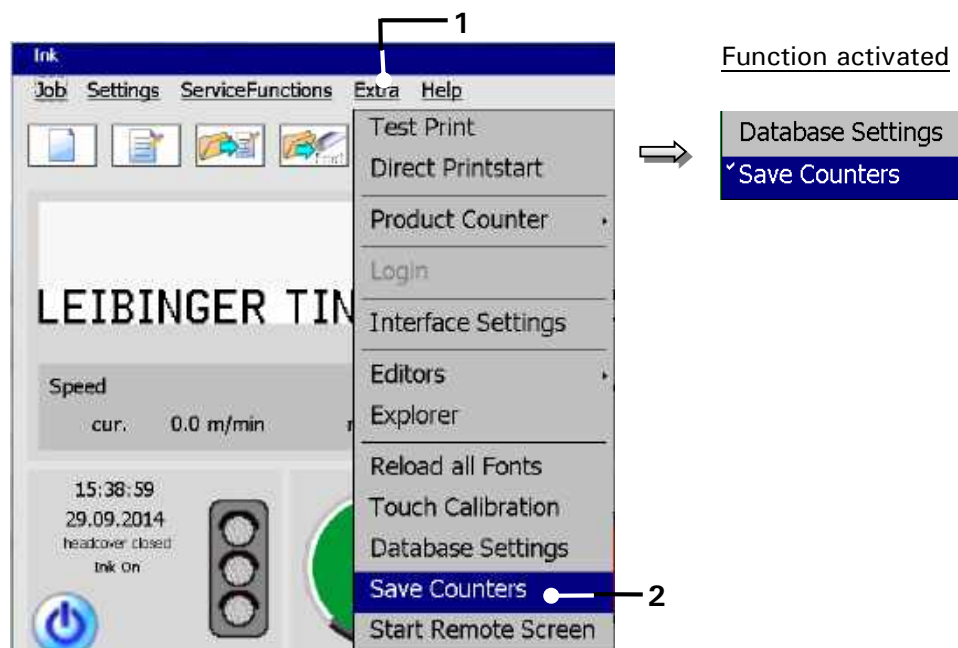 1
Ink
Job Settings ServiceFunctions Extra Help
Test Print
Direct Printstart
Product Counter
Login
Interface Settings
Editors
Explorer
Reload all Fonts
Touch Calibration
Database Settings
Save Counters
Start Remote Screen
2
LEIBINGER TIN
Speed
cur. 0.0 m/min
15:38:59
29.09.2014
headcover closed
Ink On
Function activated
Database Settings
Save Counters